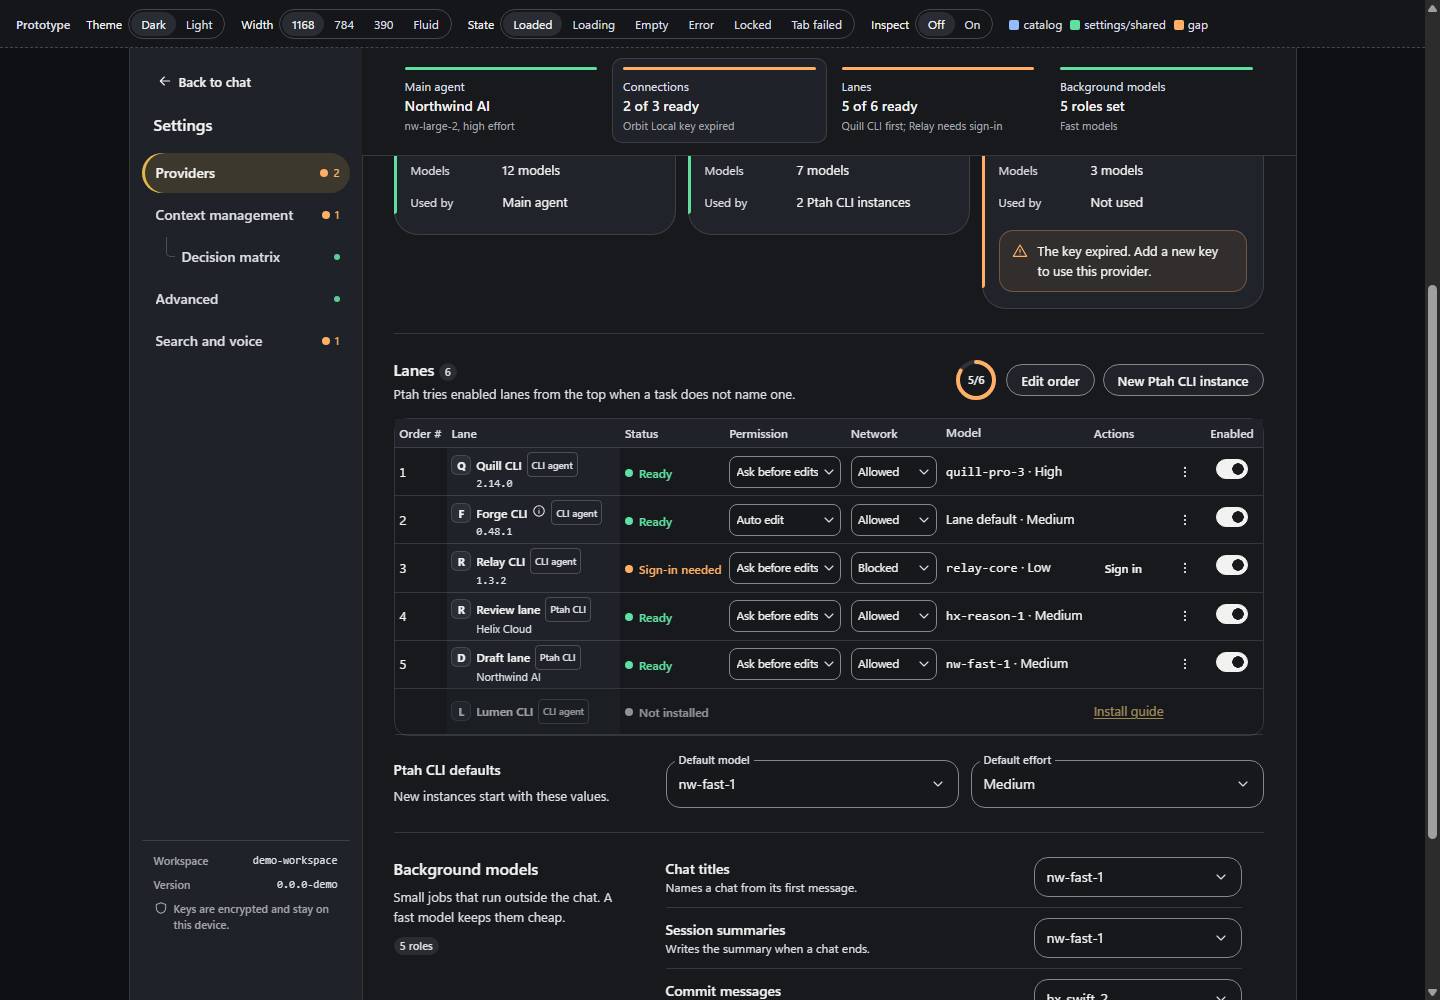 Prototype Theme Dark Light Width 1168 784 390 Fluid State Loaded Loading Empty Error Locked Tab failed Inspect Off On catalog settings/shared gap
Back to chat
Settings
Providers 2
Context management 1
Decision matrix
Advanced
Search and voice 1
Workspace demo-workspace
Version 0.0.0-demo
Keys are encrypted and stay on
this device.
Main agent
Northwind AI
nw-large-2, high effort
Connections
2 of 3 ready
Orbit Local key expired
Lanes
5 of 6 ready
Quill CLI first; Relay needs sign-in
Background models
5 roles set
Fast models
Models 12 models
Used by Main agent
Models 7 models
Used by 2 Ptah CLI instances
Models 3 models
Used by Not used
The key expired. Add a new key
to use this provider.
Lanes 6
Ptah tries enabled lanes from the top when a task does not name one.
5/6 Edit order New Ptah CLI instance
Order # Lane Status Permission Network Model Actions Enabled
1 Q Quill CLI CLI agent Ready Ask before edits Allowed quill-pro-3 · High
2.14.0
2 F Forge CLI CLI agent Ready Auto edit Allowed Lane default · Medium
0.48.1
3 R Relay CLI CLI agent Sign-in needed Ask before edits Blocked relay-core · Low Sign in
1.3.2
4 R Review lane Ptah CLI Ready Ask before edits Allowed hx-reason-1 · Medium
Helix Cloud
5 D Draft lane Ptah CLI Ready Ask before edits Allowed nw-fast-1 · Medium
Northwind AI
L Lumen CLI CLI agent Not installed Install guide
Ptah CLI defaults
New instances start with these values.
Default model
nw-fast-1
Default effort
Medium
Background models
Small jobs that run outside the chat. A
fast model keeps them cheap.
5 roles
Chat titles
Names a chat from its first message.
nw-fast-1
Session summaries
Writes the summary when a chat ends.
nw-fast-1
Commit messages
hx-swift-2